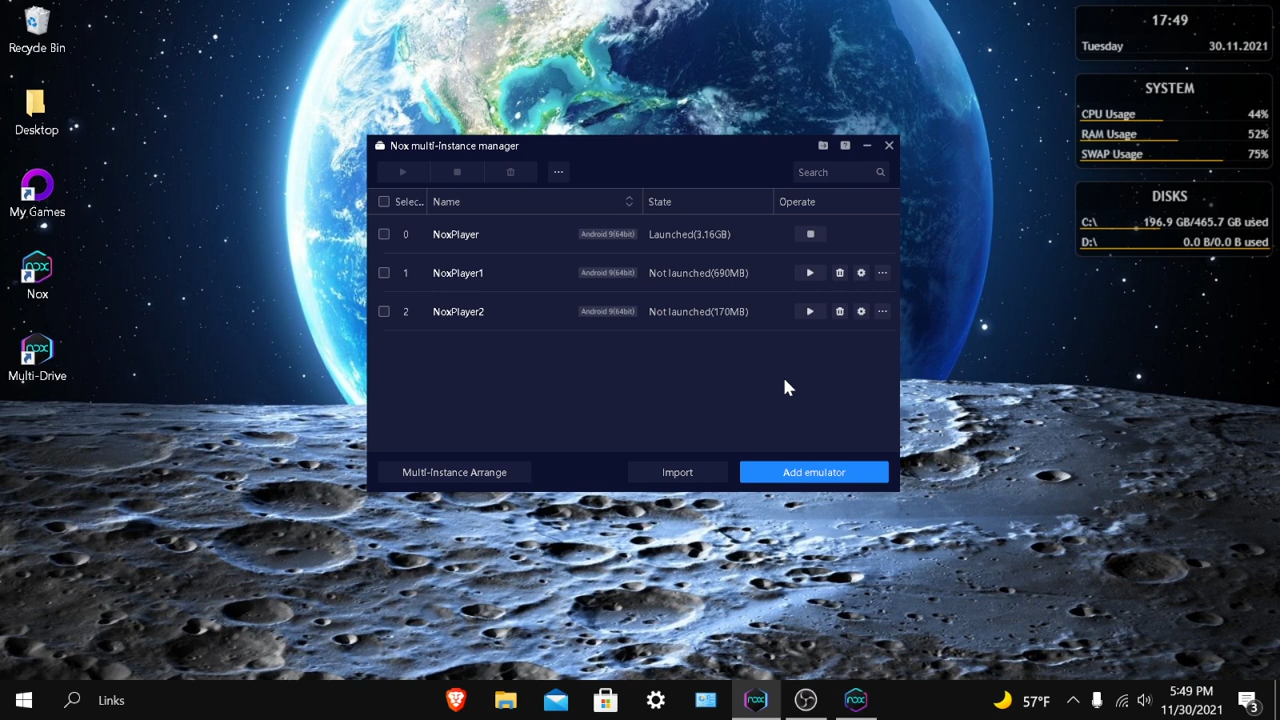 Recycle Bin
Desktop
My Games
Nox
Multi-Drive
17:49
Tuesday 30.11.2021
SYSTEM
CPU Usage 44%
RAM Usage 52%
SWAP Usage 75%
DISKS
C:\ 196.9 GB/465.7 GB used
D:\ 0.0 B/0.0 B used
Nox multi-instance manager
Search
Selec.. Name State Operate
0 NoxPlayer Android 9(64bit) Launched(3.16GB)
1 NoxPlayer1 Android 9(64bit) Not launched(690MB)
2 NoxPlayer2 Android 9(64bit) Not launched(170MB)
Multi-Instance Arrange Import Add emulator
Links
57°F
5:49 PM
11/30/2021
3